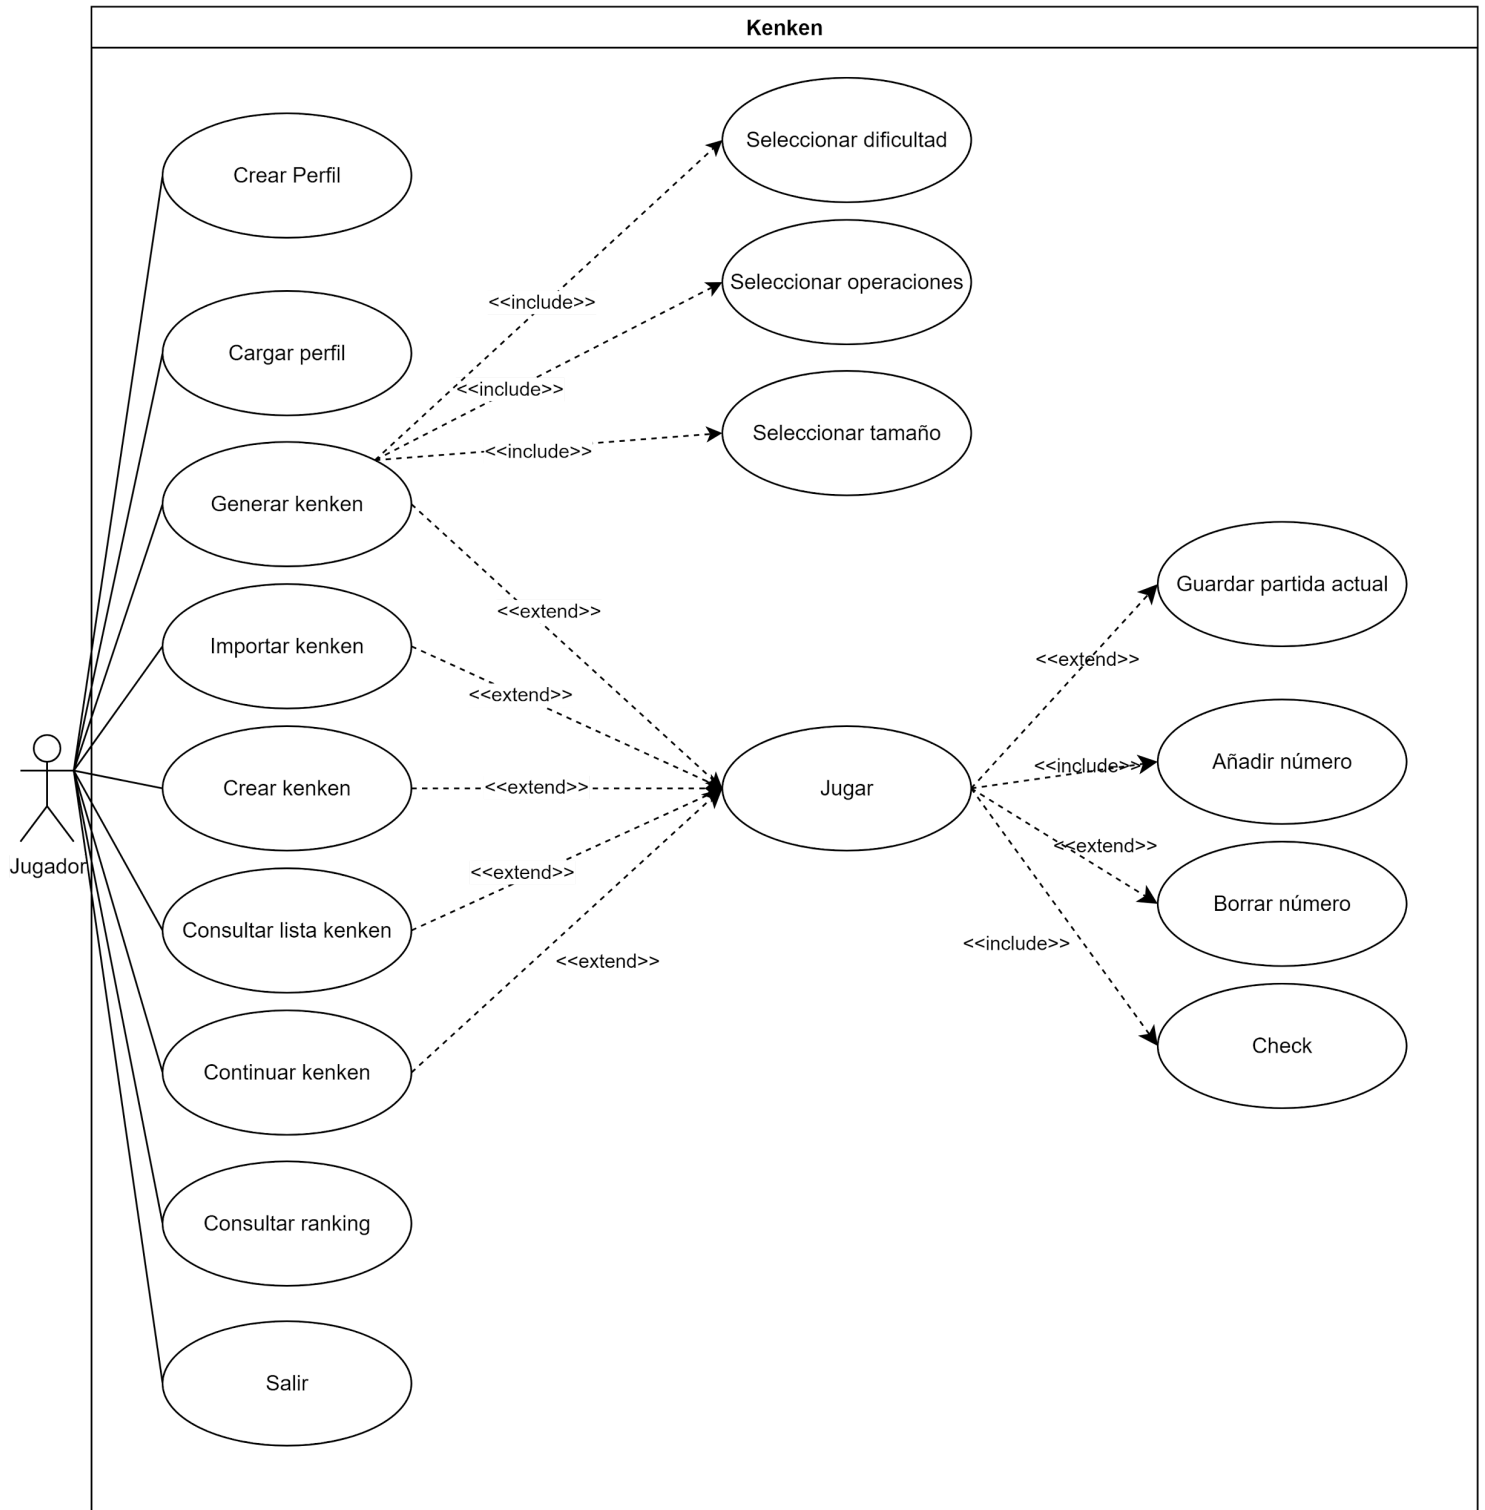 Kenken
Seleccionar dificultad
Crear Perfil
Seleccionar operaciones
<<include>>
Cargar perfil
<<include>>
Seleccionar tamaño
<<include>>
Generar kenken
Guardar partida actual
<<extend>>
Importar kenken
<<extend>>
<<extend>>
Añadir número
<<include>>
Crear kenken
<<extend>>
Jugar
<<extend>>
Jugador
<<extend>>
Borrar número
Consultar lista kenken
<<include>>
<<extend>>
Check
Continuar kenken
Consultar ranking
Salir